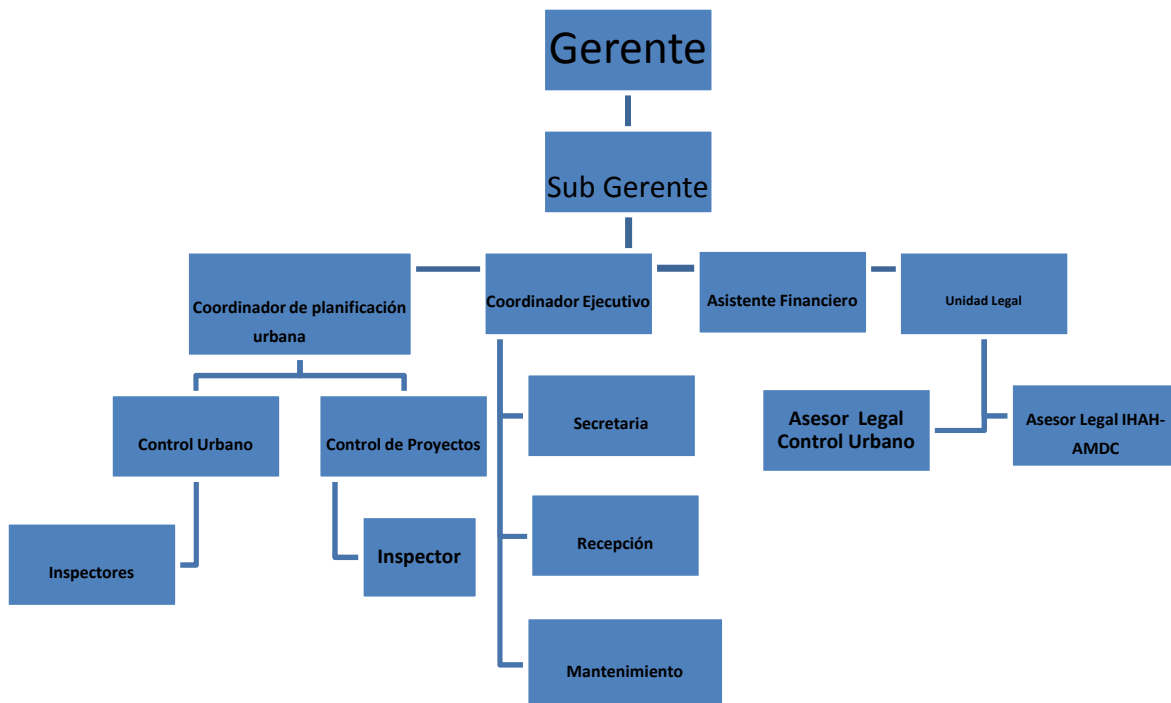 Gerente
Sub Gerente
Coordinador de planificación
urbana
Coordinador Ejecutivo
Asistente Financiero
Unidad Legal
Control Urbano
Control de Proyectos
Secretaria
Asesor Legal
Control Urbano
Asesor Legal IHAH-
AMDC
Inspectores
Inspector
Recepción
Mantenimiento